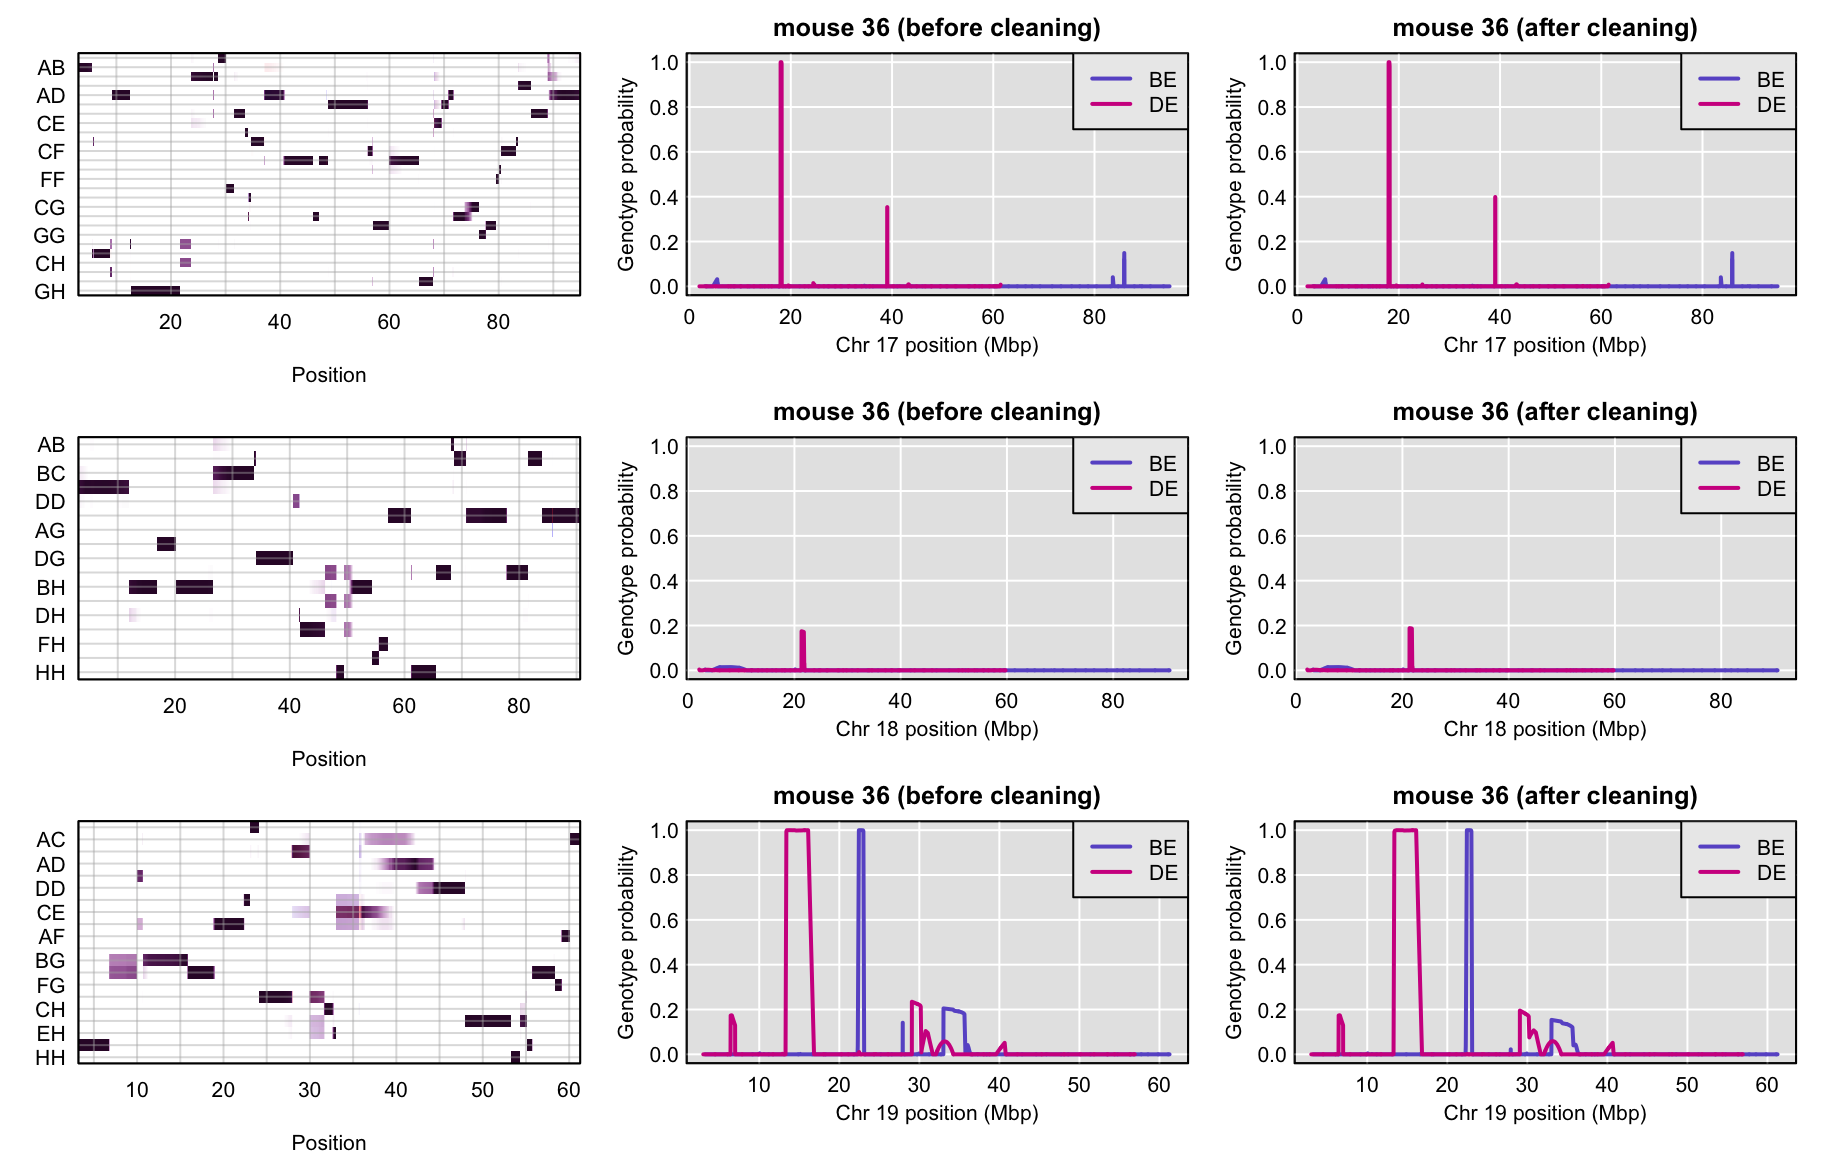 mouse 36 (before cleaning)
mouse 36 (after cleaning)
AB
AD
CE
CF
FF
CG
GG
CH
GH
20 40 60 80
Position
Genotype probability
1.0
0.8
0.6
0.4
0.2
0.0
BE
DE
0 20 40 60 80
Chr 17 position (Mbp)
Genotype probability
1.0
0.8
0.6
0.4
0.2
0.0
BE
DE
0 20 40 60 80
Chr 17 position (Mbp)
mouse 36 (before cleaning)
mouse 36 (after cleaning)
AB
BC
DD
AG
DG
BH
DH
FH
HH
20 40 60 80
Position
Genotype probability
1.0
0.8
0.6
0.4
0.2
0.0
BE
DE
0 20 40 60 80
Chr 18 position (Mbp)
Genotype probability
1.0
0.8
0.6
0.4
0.2
0.0
BE
DE
0 20 40 60 80
Chr 18 position (Mbp)
mouse 36 (before cleaning)
mouse 36 (after cleaning)
AC
AD
DD
CE
AF
BG
FG
CH
EH
HH
10 20 30 40 50 60
Position
Genotype probability
1.0
0.8
0.6
0.4
0.2
0.0
BE
DE
10 20 30 40 50 60
Chr 19 position (Mbp)
Genotype probability
1.0
0.8
0.6
0.4
0.2
0.0
BE
DE
10 20 30 40 50 60
Chr 19 position (Mbp)